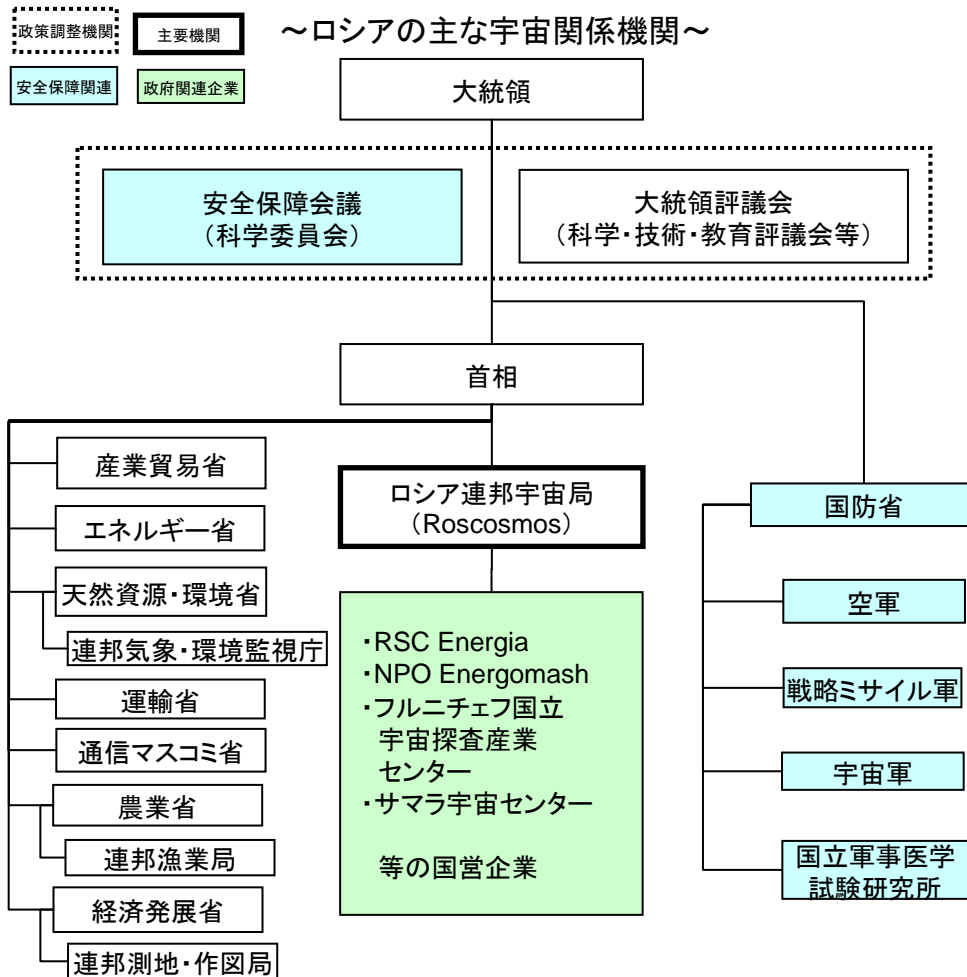 政策調整機関
主要機関
～ロシアの主な宇宙関係機関～
安全保障関連
政府関連企業
大統領
安全保障会議
（科学委員会）
大統領評議会
（科学・技術・教育評議会等）
首相
産業貿易省
エネルギー省
天然資源・環境省
連邦気象・環境監視庁
運輸省
通信マスコミ省
農業省
連邦漁業局
経済発展省
連邦測地・作図局
ロシア連邦宇宙局
（Roscosmos）
・RSC Energia
・NPO Energomash
・フルニチェフ国立
宇宙探査産業
センター
・サマラ宇宙センター
等の国営企業
国防省
空軍
戦略ミサイル軍
宇宙軍
国立軍事医学
試験研究所